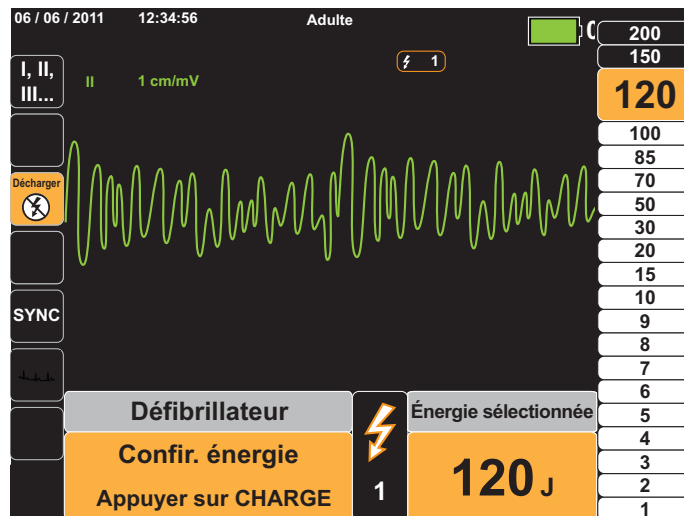 06 / 06 / 2011 12:34:56 Adulte
1
I, II,
III...
II 1 cm/mV
Décharger
SYNC
Défibrillateur
Confir. énergie
Appuyer sur CHARGE
1
Énergie sélectionnée
120 J
200
150
120
100
85
70
50
30
20
15
10
9
8
7
6
5
4
3
2
1